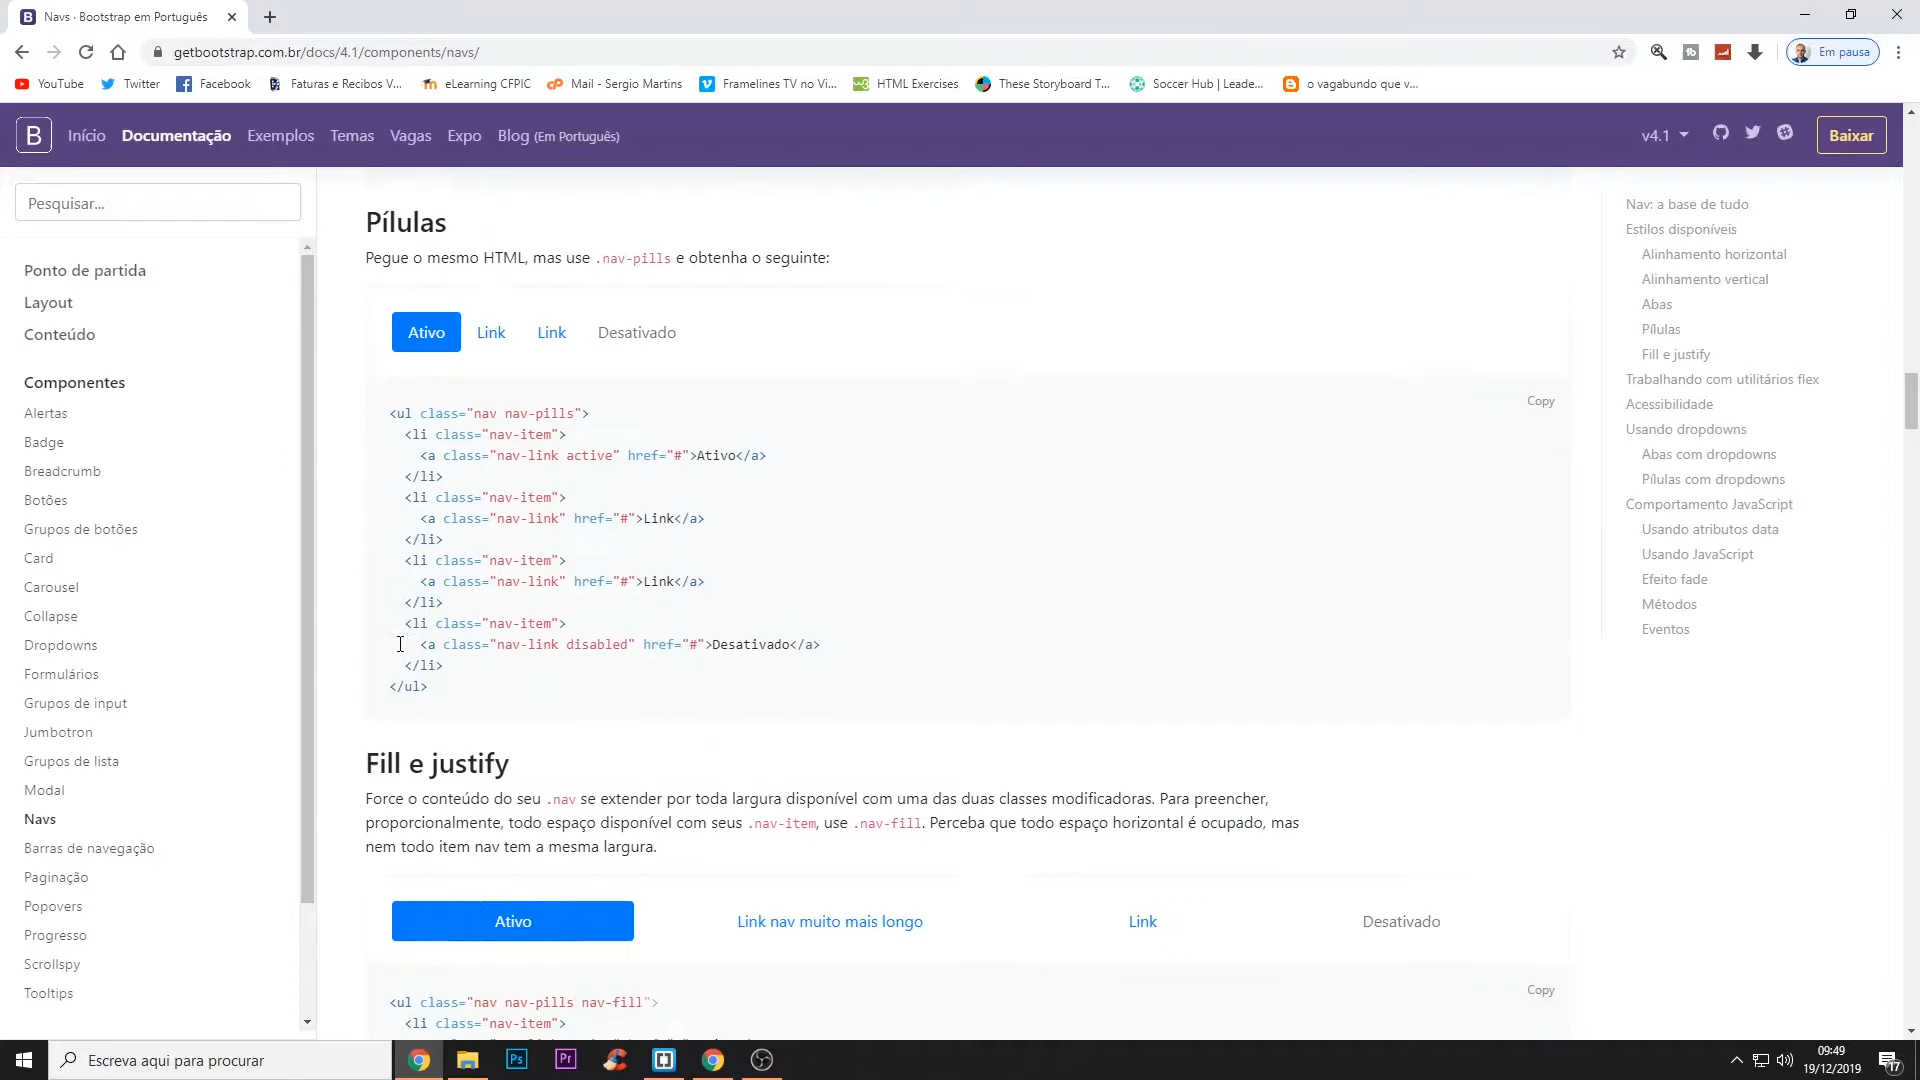 Navs · Bootstrap em Português
getbootstrap.com.br/docs/4.1/components/navs/
Em pausa
YouTube
Twitter
Facebook
Faturas e Recibos V...
eLearning CFPIC
Mail - Sergio Martins
Framelines TV no Vi...
HTML Exercises
These Storyboard T...
Soccer Hub | Leade...
o vagabundo que v...
B
Início
Documentação
Exemplos
Temas
Vagas
Expo
Blog (Em Português)
v4.1
Baixar
Pesquisar...
Ponto de partida
Layout
Conteúdo
Componentes
Alertas
Badge
Breadcrumb
Botões
Grupos de botões
Card
Carousel
Collapse
Dropdowns
Formulários
Grupos de input
Jumbotron
Grupos de lista
Modal
Navs
Barras de navegação
Paginação
Popovers
Progresso
Scrollspy
Tooltips
Pílulas
Pegue o mesmo HTML, mas use .nav-pills e obtenha o seguinte:
Ativo
Link
Link
Desativado
Copy
<ul class="nav nav-pills">
<li class="nav-item">
<a class="nav-link active" href="#">Ativo</a>
</li>
<li class="nav-item">
<a class="nav-link" href="#">Link</a>
</li>
<li class="nav-item">
<a class="nav-link" href="#">Link</a>
</li>
<li class="nav-item">
<a class="nav-link disabled" href="#">Desativado</a>
</li>
</ul>
Fill e justify
Force o conteúdo do seu .nav se extender por toda largura disponível com uma das duas classes modificadoras. Para preencher,
proporcionalmente, todo espaço disponível com seus .nav-item, use .nav-fill. Perceba que todo espaço horizontal é ocupado, mas
nem todo item nav tem a mesma largura.
Ativo
Link nav muito mais longo
Link
Desativado
Copy
<ul class="nav nav-pills nav-fill">
<li class="nav-item">
Nav: a base de tudo
Estilos disponíveis
Alinhamento horizontal
Alinhamento vertical
Abas
Pílulas
Fill e justify
Trabalhando com utilitários flex
Acessibilidade
Usando dropdowns
Abas com dropdowns
Pílulas com dropdowns
Comportamento JavaScript
Usando atributos data
Usando JavaScript
Efeito fade
Métodos
Eventos
Escreva aqui para procurar
Ps
Pr
09:49
19/12/2019
17